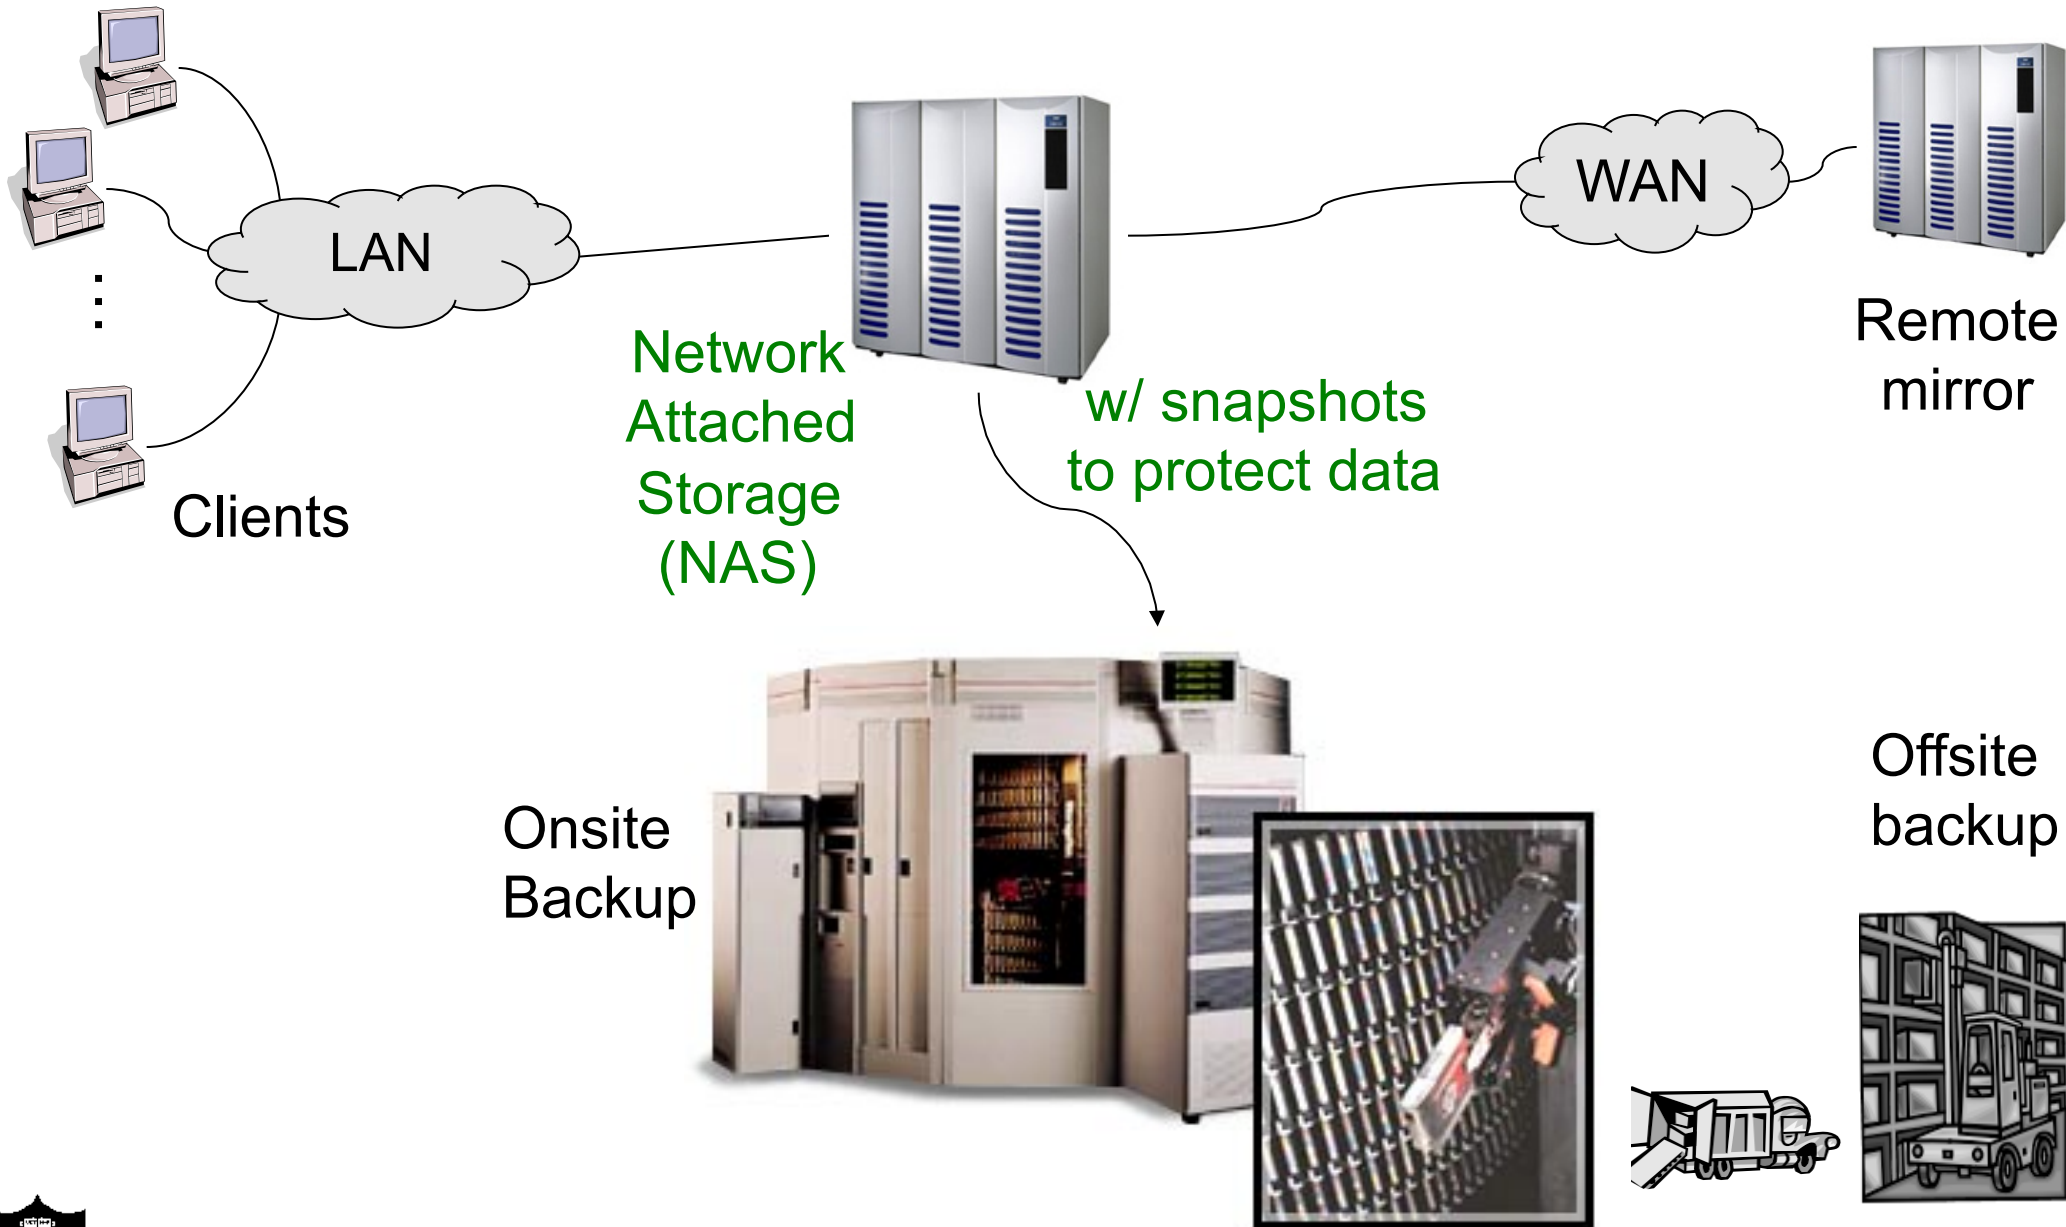 LAN
WAN
Clients
Network
Attached
Storage
(NAS)
w/ snapshots
to protect data
Remote
mirror
Onsite
Backup
Offsite
backup